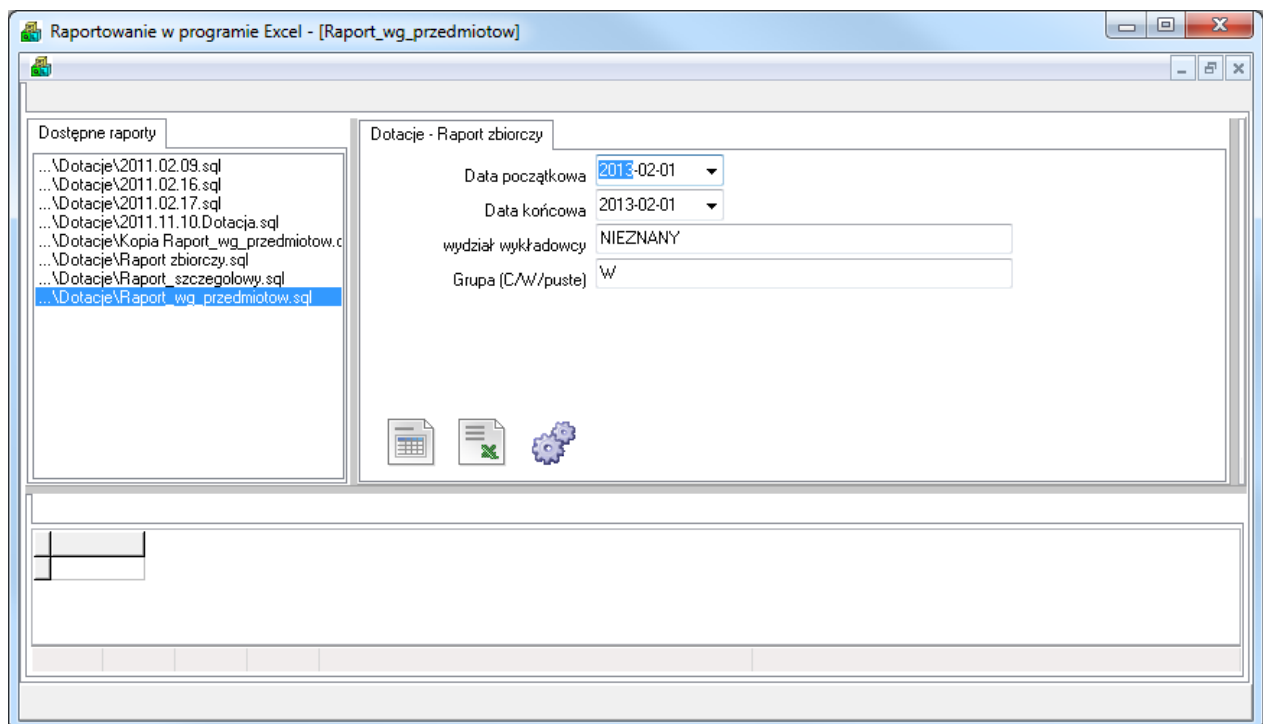 Raportowanie w programie Excel - [Raport_wg_przedmiotow]
Dostępne raporty
...\Dotacje\2011.02.09.sql
...\Dotacje\2011.02.16.sql
...\Dotacje\2011.02.17.sql
...\Dotacje\2011.11.10.Dotacja.sql
...\Dotacje\Kopia Raport_wg_przedmiotow.c
...\Dotacje\Raport zbiorczy.sql
...\Dotacje\Raport_szczegolowy.sql
...\Dotacje\Raport_wg_przedmiotow.sql
Dotacje - Raport zbiorczy
Data początkowa 2013-02-01
Data końcowa 2013-02-01
wydział wykładowcy NIEZNANY
Grupa (C/W/puste) W